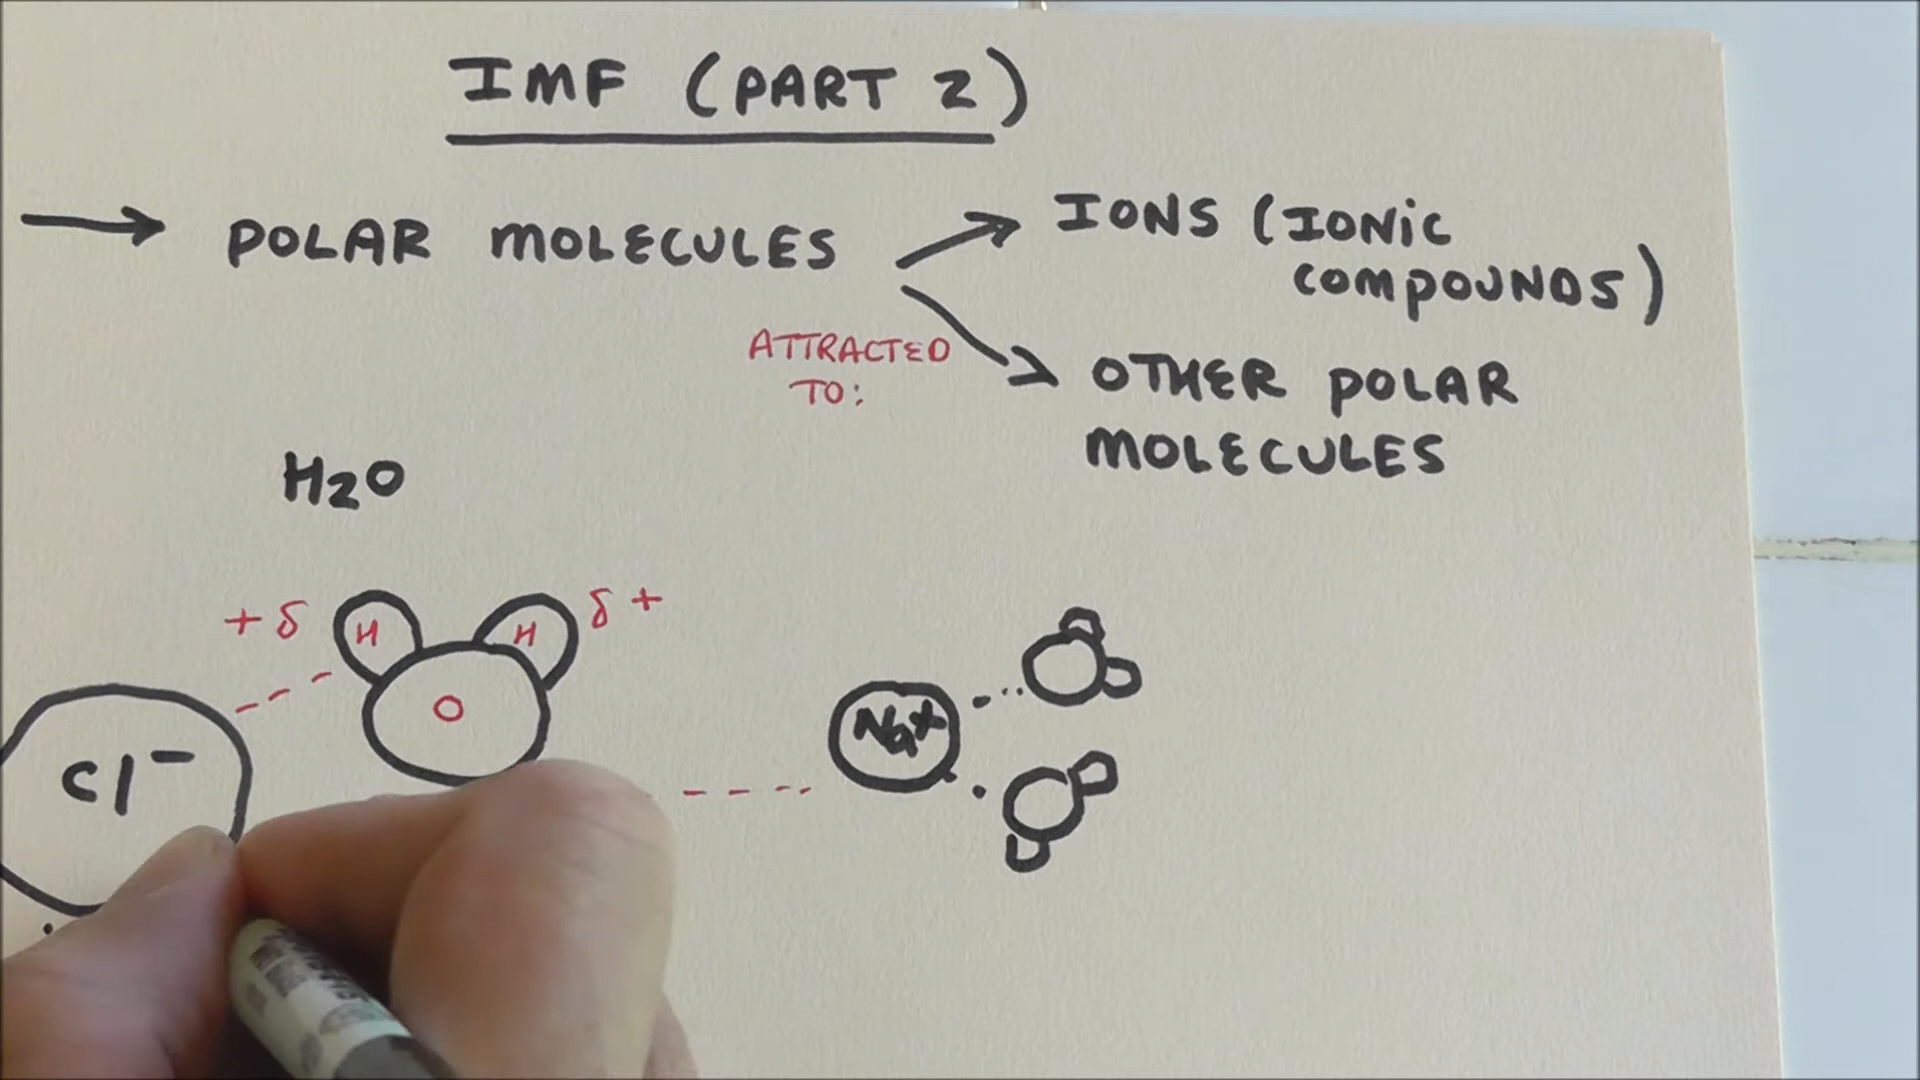 IMF (PART 2)
→ POLAR MOLECULES
IONS (IONIC
COMPOUNDS)
ATTRACTED
TO:
OTHER POLAR
MOLECULES
H2O
+ δ H H δ +
O
Cl⁻
Na+